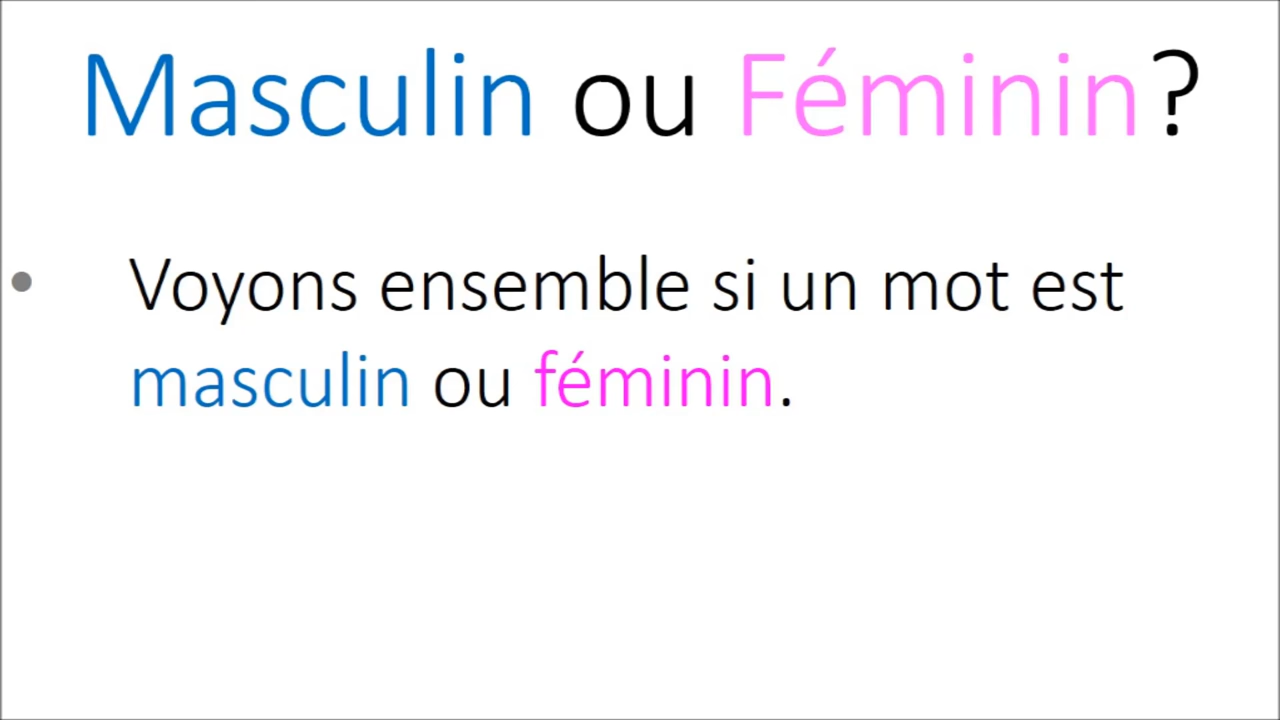 Masculin ou Féminin?
• Voyons ensemble si un mot est
masculin ou féminin.